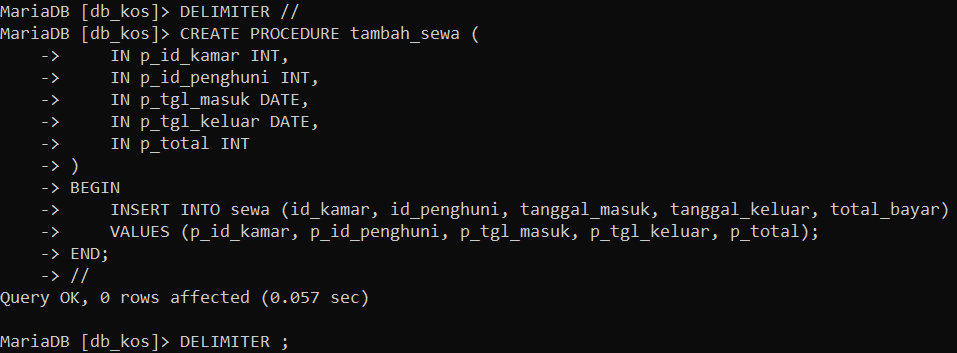 MariaDB [db_kos]> DELIMITER //
MariaDB [db_kos]> CREATE PROCEDURE tambah_sewa (
    ->     IN p_id_kamar INT,
    ->     IN p_id_penghuni INT,
    ->     IN p_tgl_masuk DATE,
    ->     IN p_tgl_keluar DATE,
    ->     IN p_total INT
    -> )
    -> BEGIN
    ->     INSERT INTO sewa (id_kamar, id_penghuni, tanggal_masuk, tanggal_keluar, total_bayar)
    ->     VALUES (p_id_kamar, p_id_penghuni, p_tgl_masuk, p_tgl_keluar, p_total);
    -> END;
    -> //
Query OK, 0 rows affected (0.057 sec)

MariaDB [db_kos]> DELIMITER ;